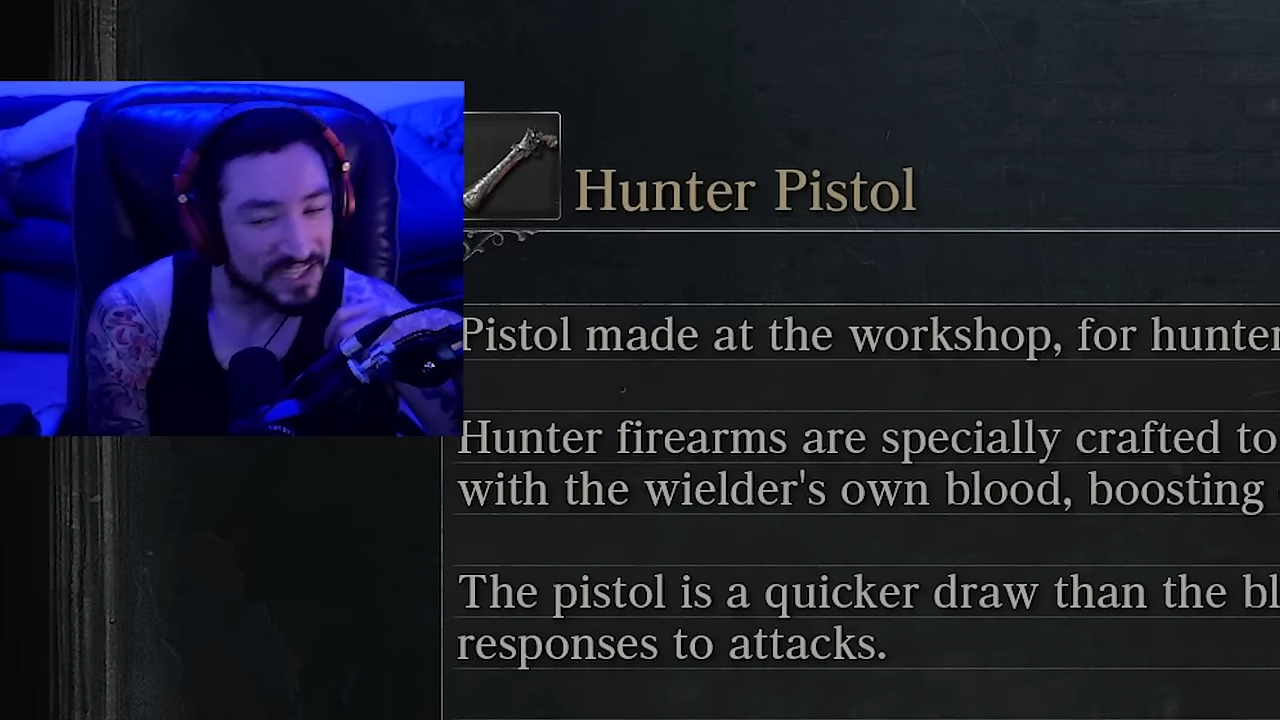 Hunter Pistol
Pistol made at the workshop, for hunter
Hunter firearms are specially crafted to
with the wielder's own blood, boosting
The pistol is a quicker draw than the bl
responses to attacks.